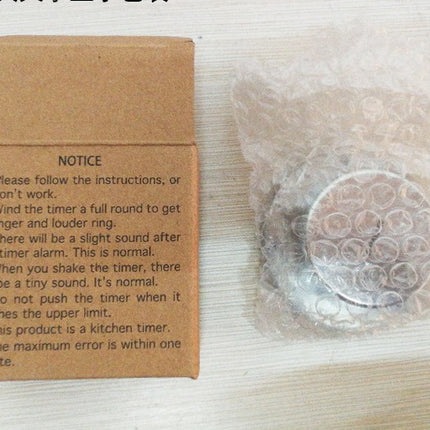 NOTICE
lease follow the instructions, or
on't work.
ind the timer a full round to get
nger and louder ring.
here will be a slight sound after
timer alarm. This is normal.
hen you shake the timer, there
be a tiny sound. It's normal.
o not push the timer when it
hes the upper limit.
his product is a kitchen timer.
e maximum error is within one
te.